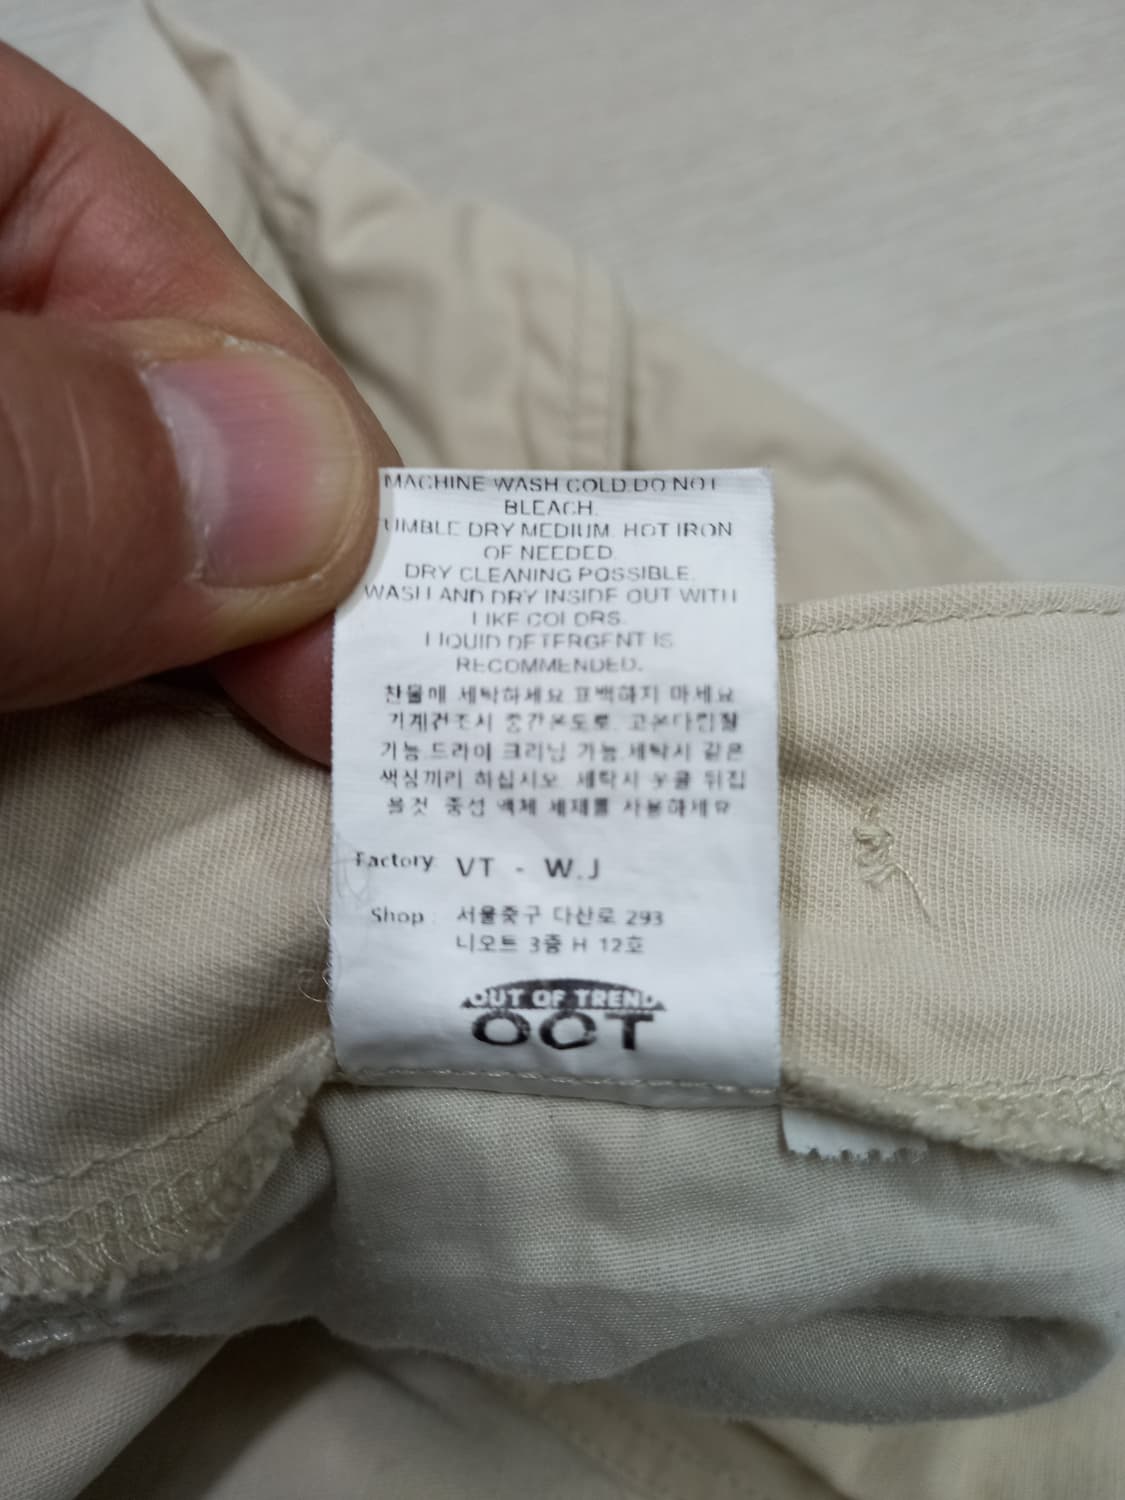 MACHINE WASH COLD.DO NOT
BLEACH.
TUMBLE DRY MEDIUM. HOT IRON
OF NEEDED.
DRY CLEANING POSSIBLE.
WASH AND DRY INSIDE OUT WITH
LIKE COLORS.
LIQUID DETERGENT IS
RECOMMENDED.
찬물에 세탁하세요 표백하지 마세요
기계건조시 중간온도로. 고온다림질
가능.드라이 크리닝 가능.세탁시 같은
색상끼리 하십시오. 세탁시 옷을 뒤집
을것 중성 액체 세제를 사용하세요
Factory: VT - W.J
Shop : 서울중구 다산로 293
니오트 3층 H 12호
OUT OF TREND
OOT